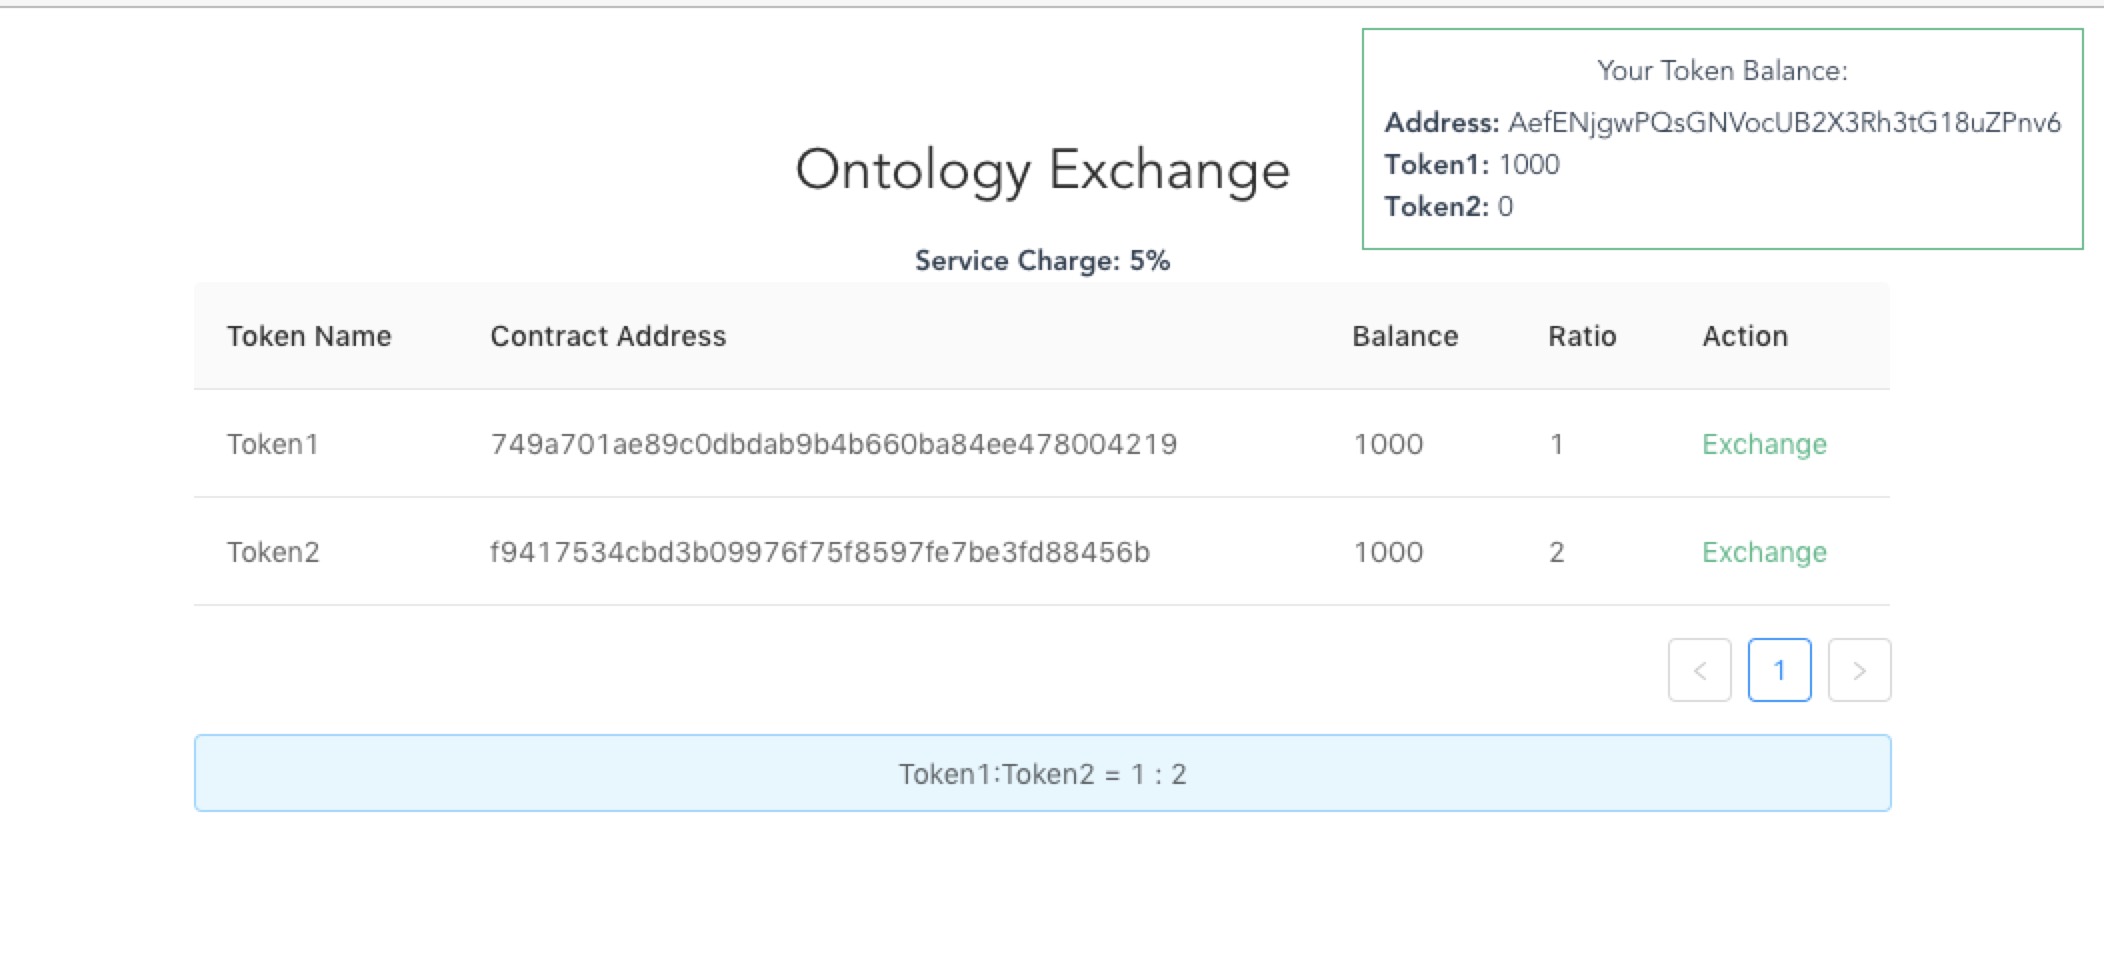 Your Token Balance:
Address: AefENjgwPQsGNVocUB2X3Rh3tG18uZPnv6
Token1: 1000
Token2: 0
Ontology Exchange
Service Charge: 5%
Token Name Contract Address Balance Ratio Action
Token1 749a701ae89c0dbdab9b4b660ba84ee478004219 1000 1 Exchange
Token2 f9417534cbd3b09976f75f8597fe7be3fd88456b 1000 2 Exchange
< 1 >
Token1:Token2 = 1 : 2